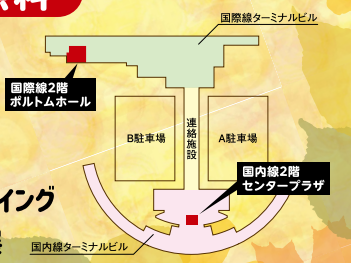 国際線ターミナルビル
国際線2階
ポルトムホール
連絡施設
B駐車場
A駐車場
国内線2階
センタープラザ
イング
国内線ターミナルビル